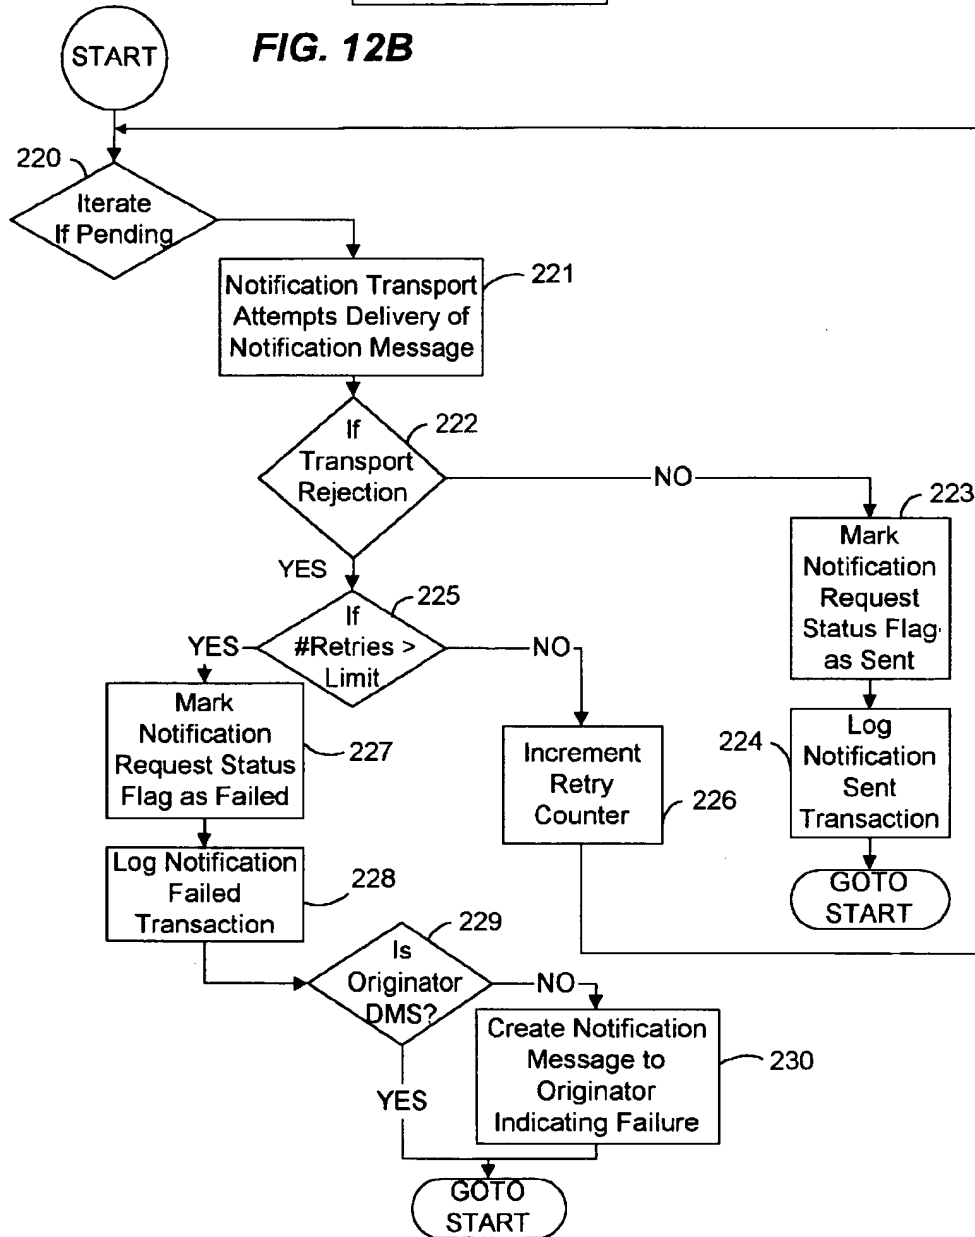 START
FIG. 12B
220
Iterate
If Pending
Notification Transport
Attempts Delivery of
Notification Message
221
If
Transport
Rejection
222
NO
YES
223
Mark
Notification
Request
Status Flag
as Sent
If
#Retries >
Limit
225
YES
NO
Mark
Notification
Request Status
Flag as Failed
227
Increment
Retry
Counter
226
224
Log
Notification
Sent
Transaction
GOTO
START
Log Notification
Failed
Transaction
228
Is
Originator
DMS?
229
NO
YES
Create Notification
Message to
Originator
Indicating Failure
230
GOTO
START